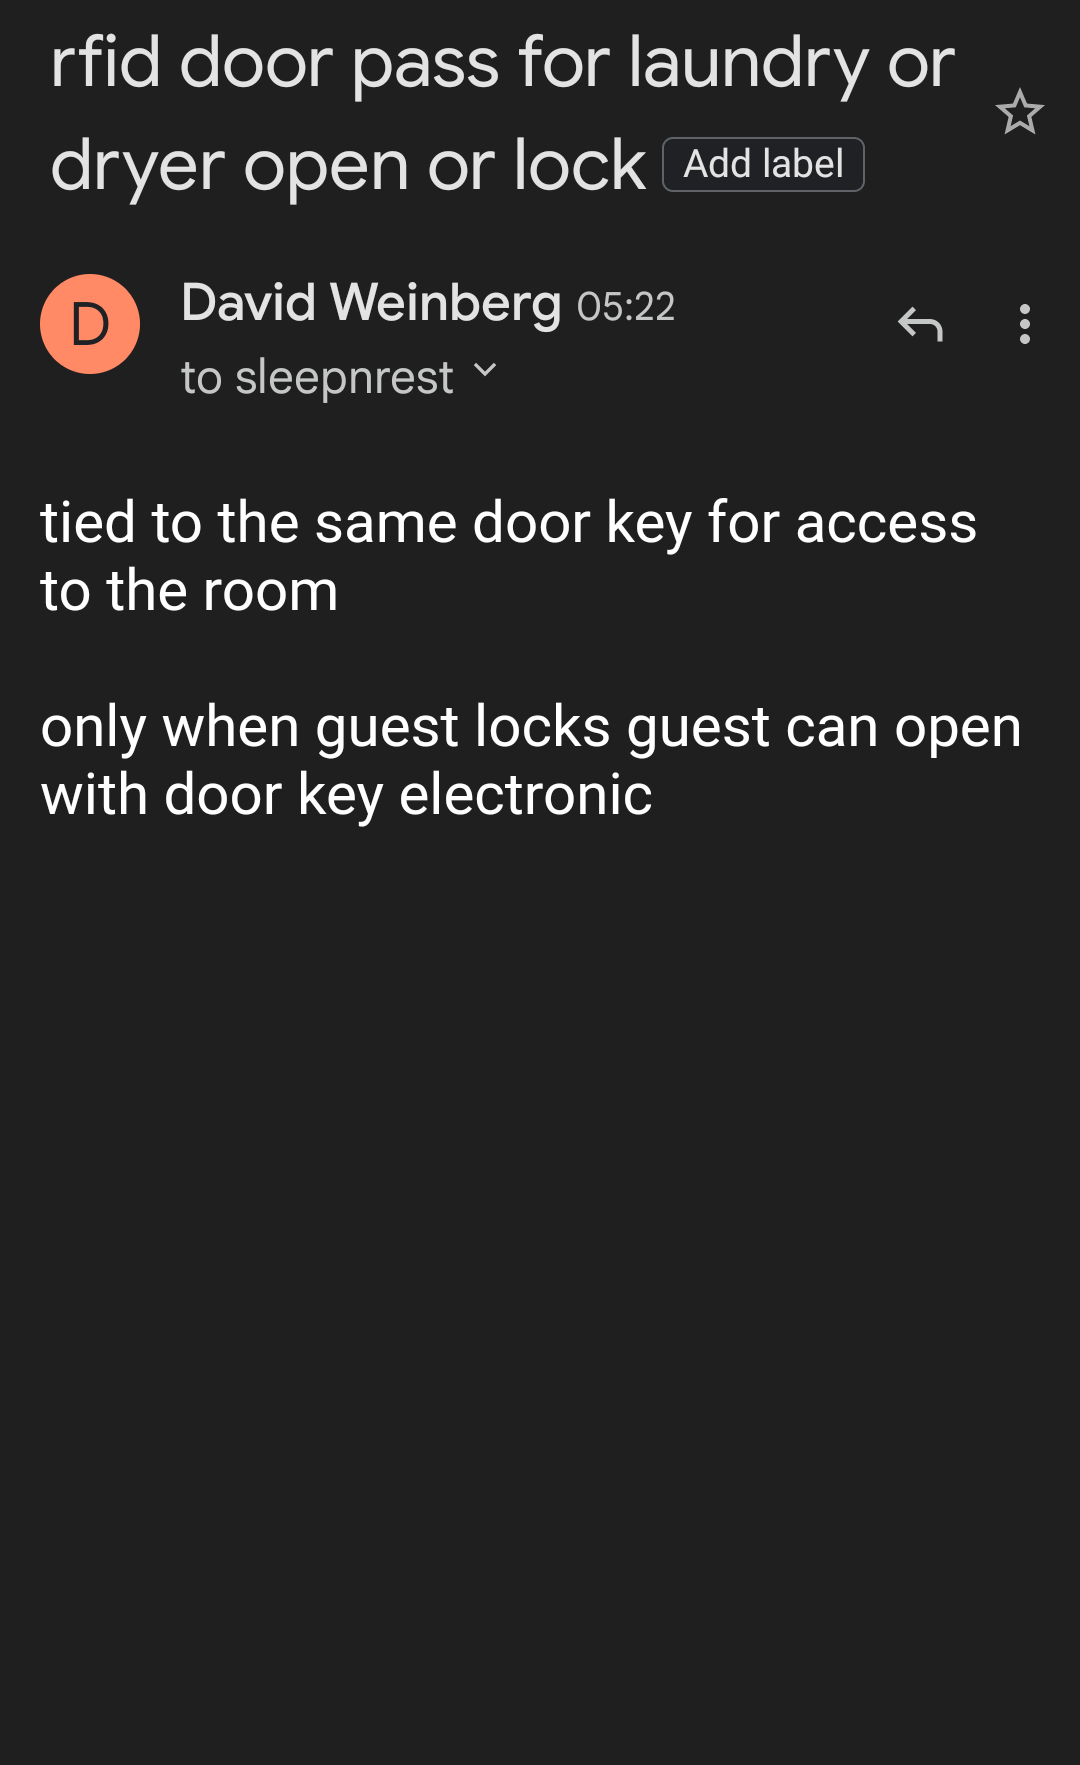 rfid door pass for laundry or
dryer open or lock Add label
D
David Weinberg 05:22
to sleepnrest
tied to the same door key for access
to the room
only when guest locks guest can open
with door key electronic